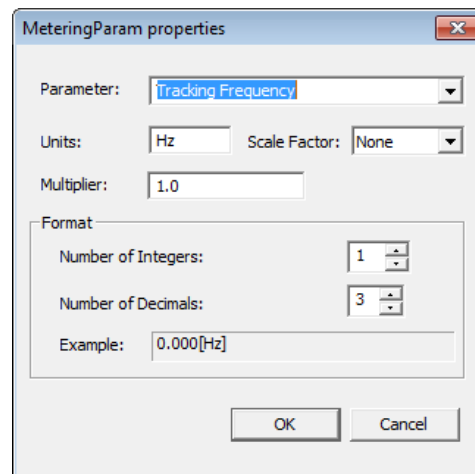 MeteringParam properties
Parameter: Tracking Frequency
Units: Hz Scale Factor: None
Multiplier: 1.0
Format
Number of Integers: 1
Number of Decimals: 3
Example: 0.000[Hz]
OK Cancel